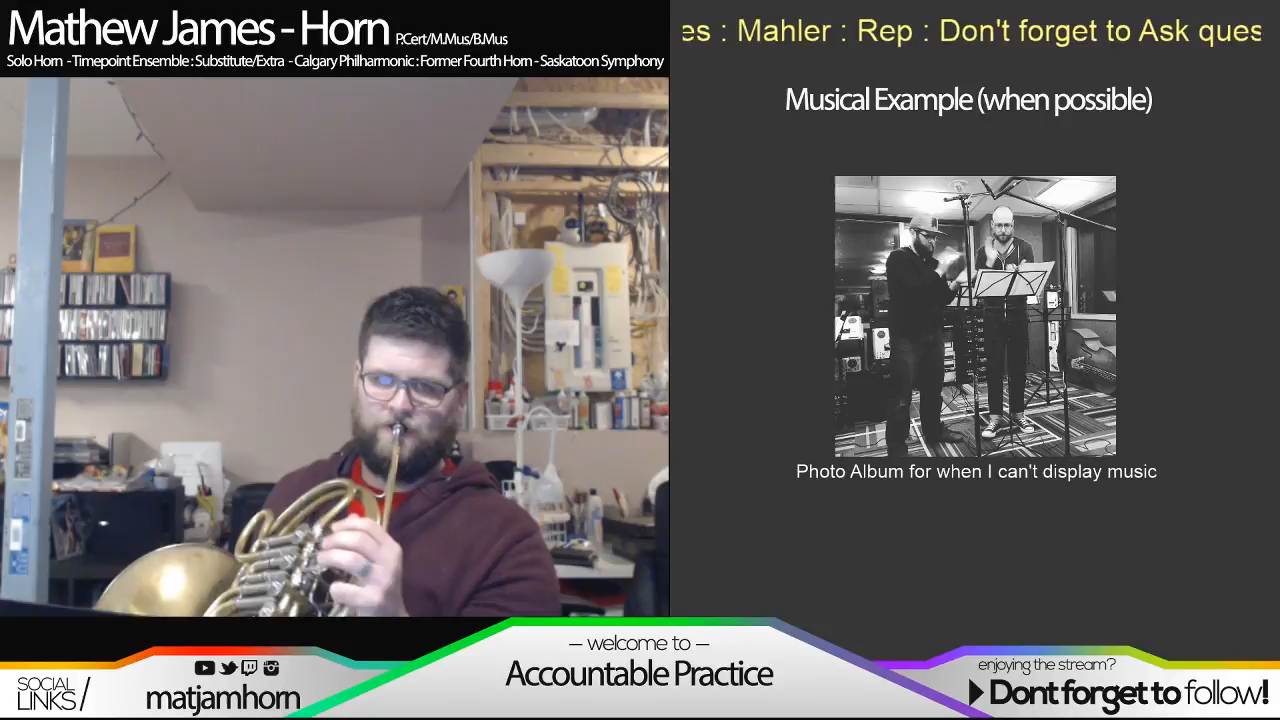 Mathew James - Horn P.Cert/M.Mus/B.Mus
Solo Horn - Timepoint Ensemble : Substitute/Extra - Calgary Philharmonic : Former Fourth Horn - Saskatoon Symphony
es : Mahler : Rep : Don't forget to Ask ques
Musical Example (when possible)
Photo Album for when I can't display music
SOCIAL
LINKS/
matjamhorn
– welcome to –
Accountable Practice
enjoying the stream?
Dont forget to follow!